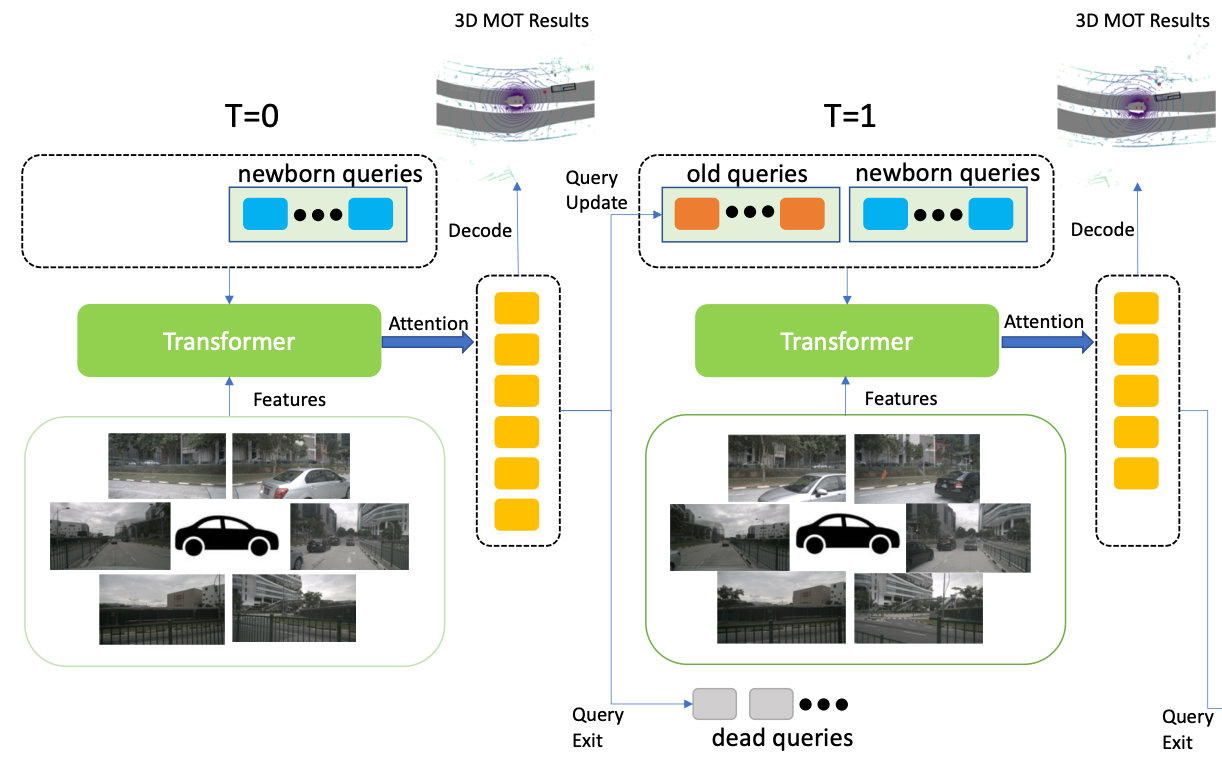 3D MOT Results
3D MOT Results
T=0
T=1
newborn queries
Query
Update
old queries
newborn queries
Decode
Decode
Transformer
Attention
Transformer
Attention
Features
Features
Query
Exit
dead queries
Query
Exit